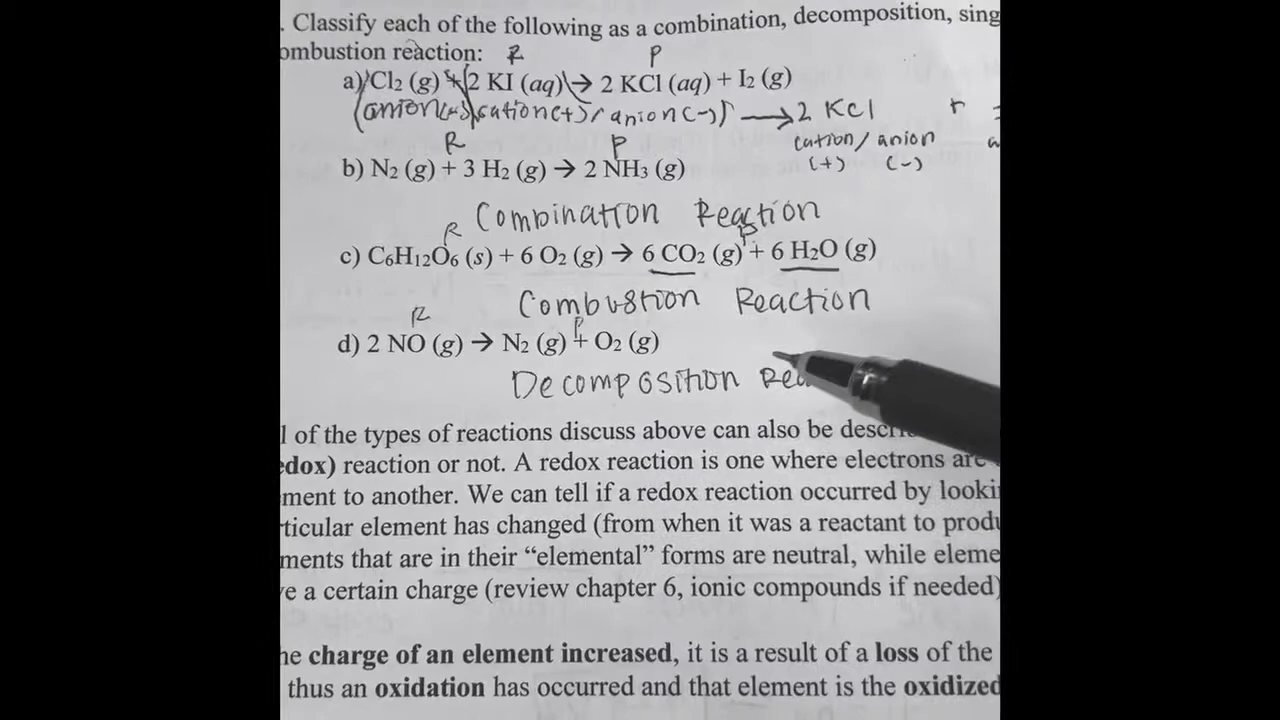 . Classify each of the following as a combination, decomposition, sing
ombustion reaction: R P
a) Cl2 (g) + 2 KI (aq) → 2 KCl (aq) + I2 (g)
(anion(-) cation(+) / anion(-) → 2 KCl +
cation / anion
(+) (-)
R P
b) N2 (g) + 3 H2 (g) → 2 NH3 (g)
Combination Reaction
R P
c) C6H12O6 (s) + 6 O2 (g) → 6 CO2 (g) + 6 H2O (g)
Combustion Reaction
R P
d) 2 NO (g) → N2 (g) + O2 (g)
Decomposition Rea
l of the types of reactions discuss above can also be descri
edox) reaction or not. A redox reaction is one where electrons are
ment to another. We can tell if a redox reaction occurred by looki
rticular element has changed (from when it was a reactant to produ
ments that are in their “elemental” forms are neutral, while eleme
ve a certain charge (review chapter 6, ionic compounds if needed)
he charge of an element increased, it is a result of a loss of the
thus an oxidation has occurred and that element is the oxidized